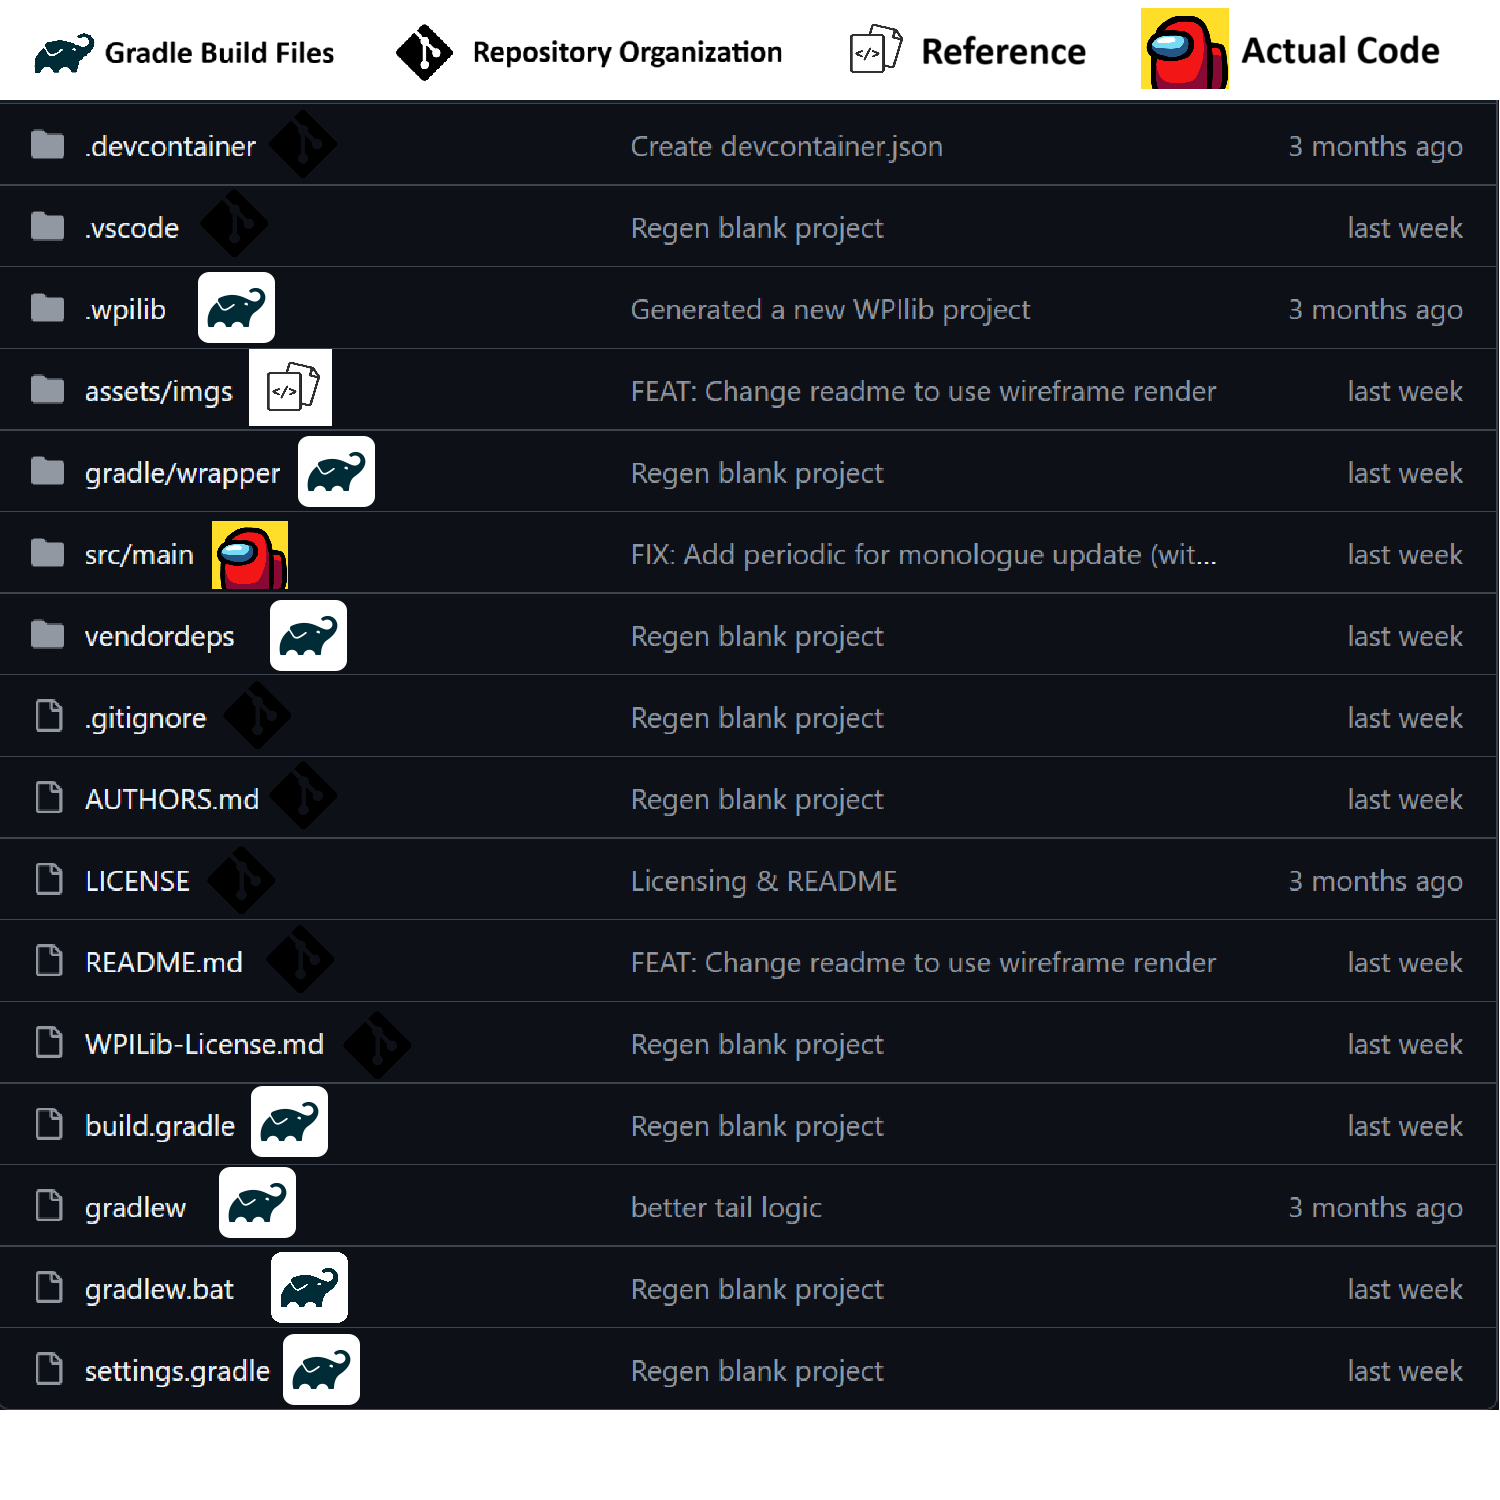 Gradle Build Files Repository Organization Reference Actual Code
.devcontainer Create devcontainer.json 3 months ago
.vscode Regen blank project last week
.wpilib Generated a new WPIlib project 3 months ago
assets/imgs </> FEAT: Change readme to use wireframe render last week
gradle/wrapper Regen blank project last week
src/main FIX: Add periodic for monologue update (wit... last week
vendordeps Regen blank project last week
.gitignore Regen blank project last week
AUTHORS.md Regen blank project last week
LICENSE Licensing & README 3 months ago
README.md FEAT: Change readme to use wireframe render last week
WPILib-License.md Regen blank project last week
build.gradle Regen blank project last week
gradlew better tail logic 3 months ago
gradlew.bat Regen blank project last week
settings.gradle Regen blank project last week